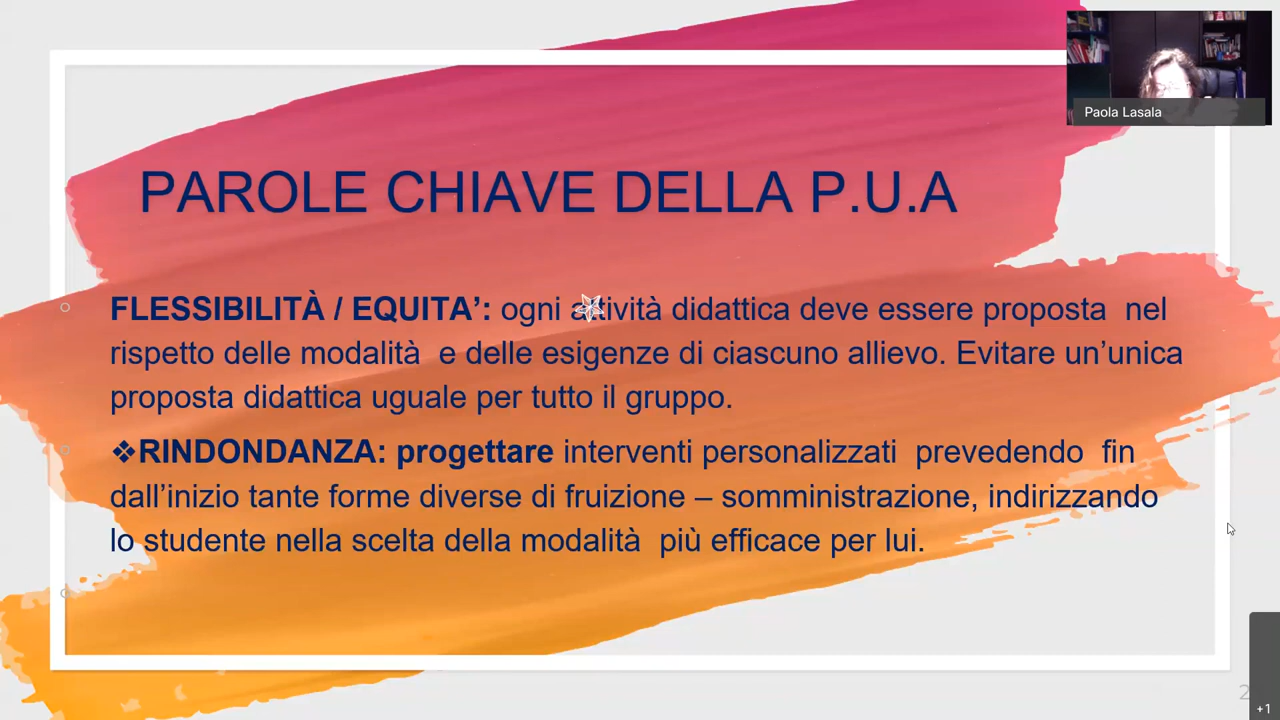 Paola Lasala
PAROLE CHIAVE DELLA P.U.A
FLESSIBILITÀ / EQUITA’: ogni attività didattica deve essere proposta nel
rispetto delle modalità e delle esigenze di ciascuno allievo. Evitare un’unica
proposta didattica uguale per tutto il gruppo.
❖RINDONDANZA: progettare interventi personalizzati prevedendo fin
dall’inizio tante forme diverse di fruizione – somministrazione, indirizzando
lo studente nella scelta della modalità più efficace per lui.
+1